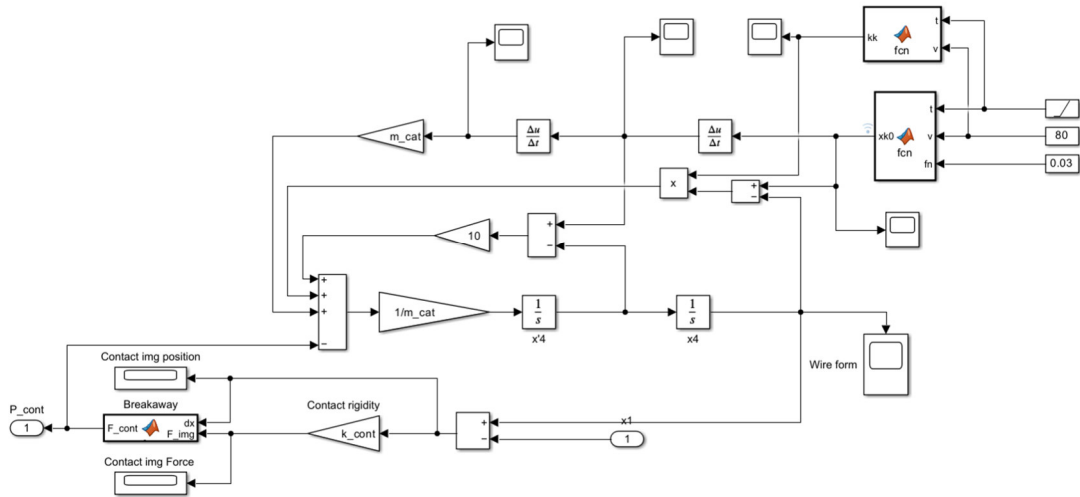 t
kk
fcn
v
t
m_cat
Δu
Δt
Δu
Δt
xk0
v
80
fcn
fn
0.03
x
+
−
+
10
−
+
+
+
1/m_cat
1
s
1
s
−
x'4
x4
Contact img position
Wire form
P_cont
Breakaway
Contact rigidity
dx
x1
+
1
F_cont
F_img
k_cont
−
1
Contact img Force